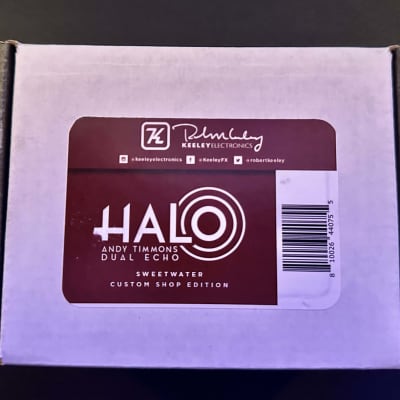 Robert Keeley
KEELEYELECTRONICS
@keeleyelectronics @KeeleyFX @robertkeeley
HALO
ANDY TIMMONS
DUAL ECHO
SWEETWATER
CUSTOM SHOP EDITION
8 10026 44075 5